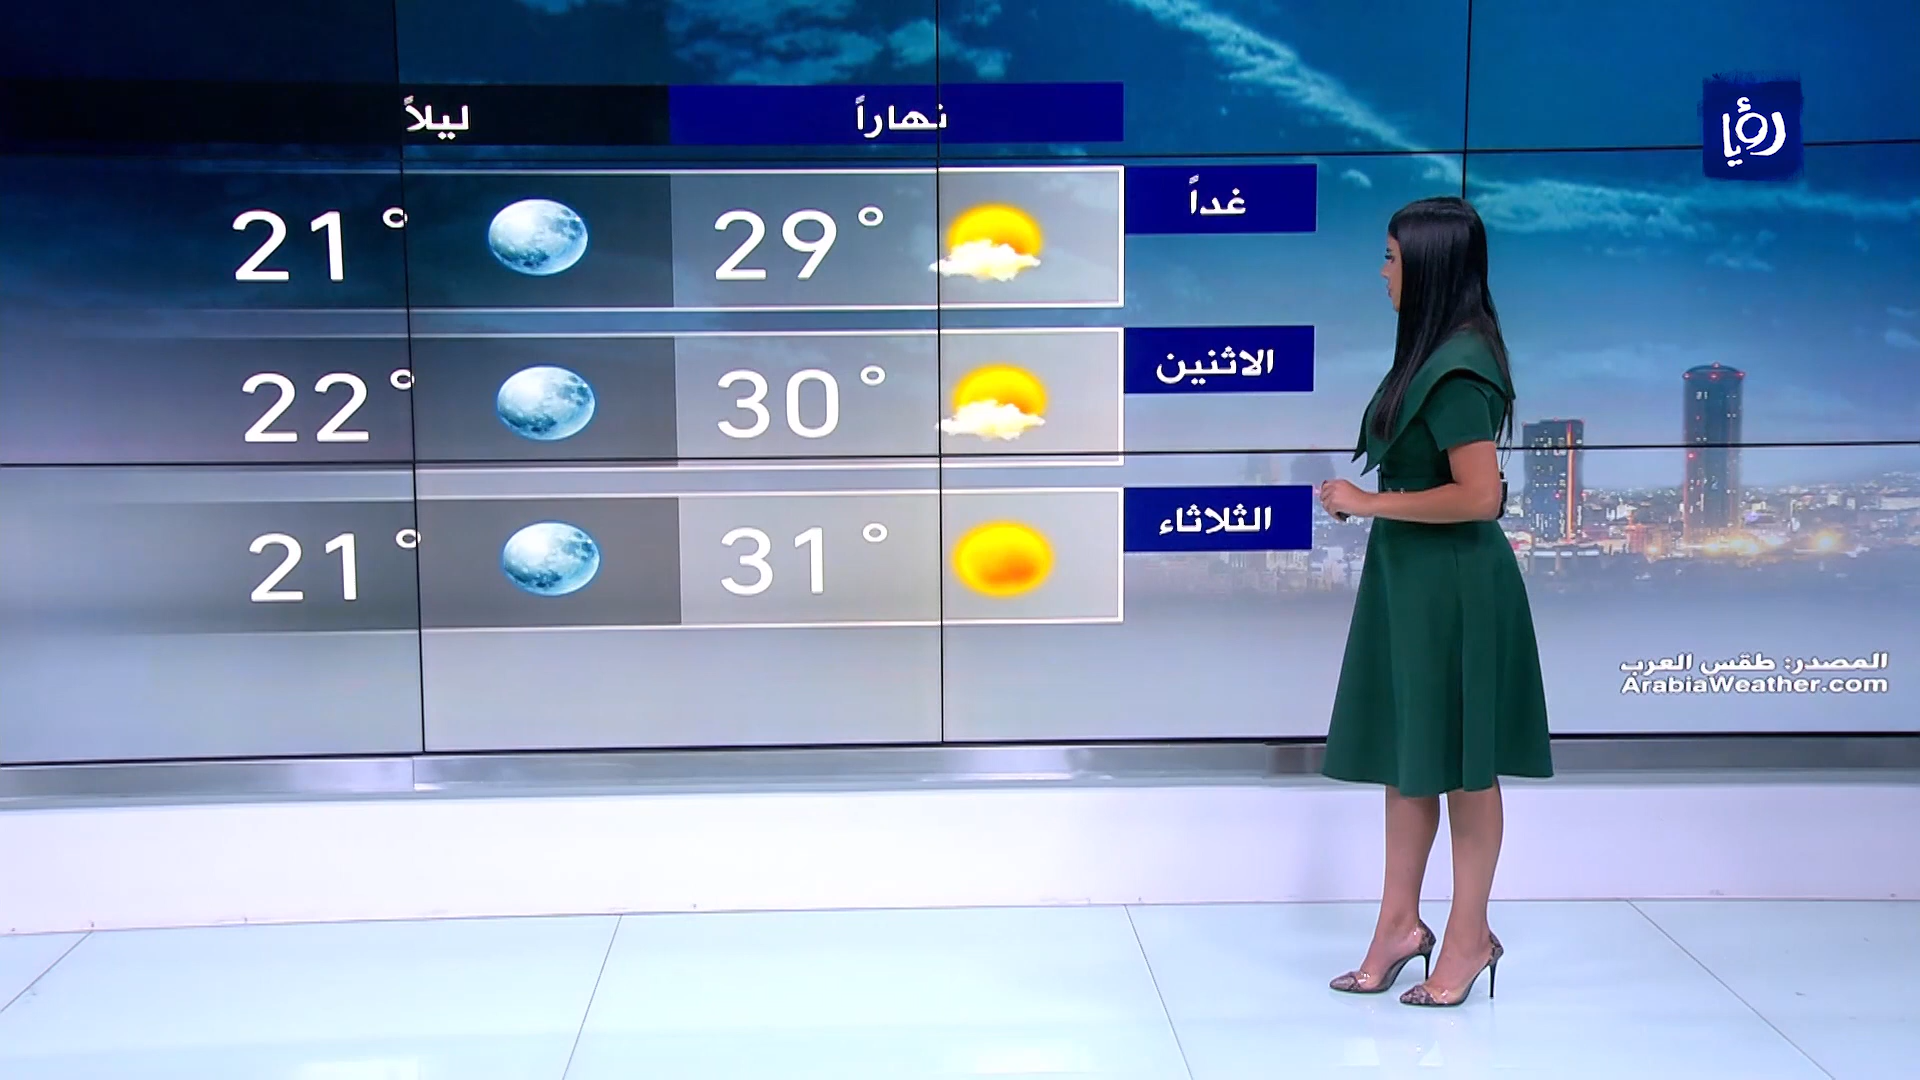 رؤيا
نهاراً ليلاً
غداً 29° 21°
الاثنين 30° 22°
الثلاثاء 31° 21°
المصدر: طقس العرب
ArabiaWeather.com